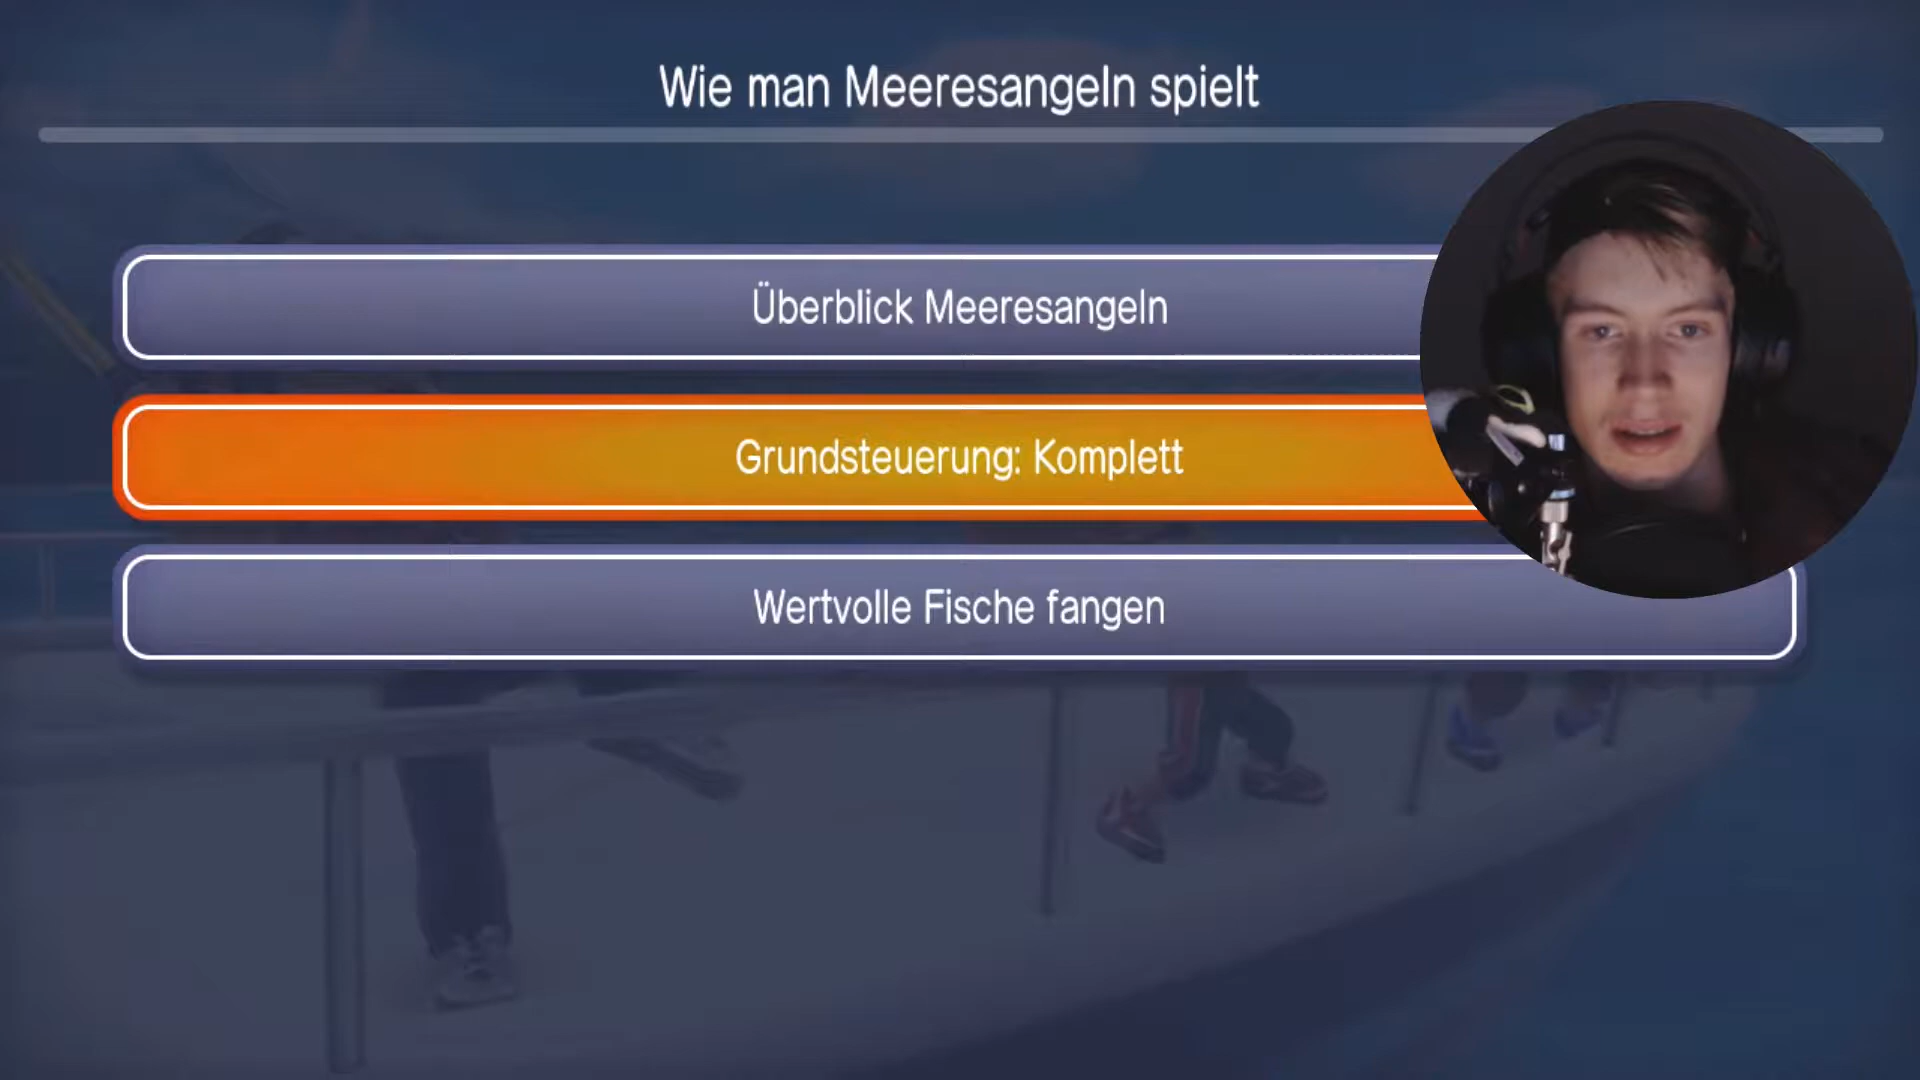 Wie man Meeresangeln spielt
Überblick Meeresangeln
Grundsteuerung: Komplett
Wertvolle Fische fangen